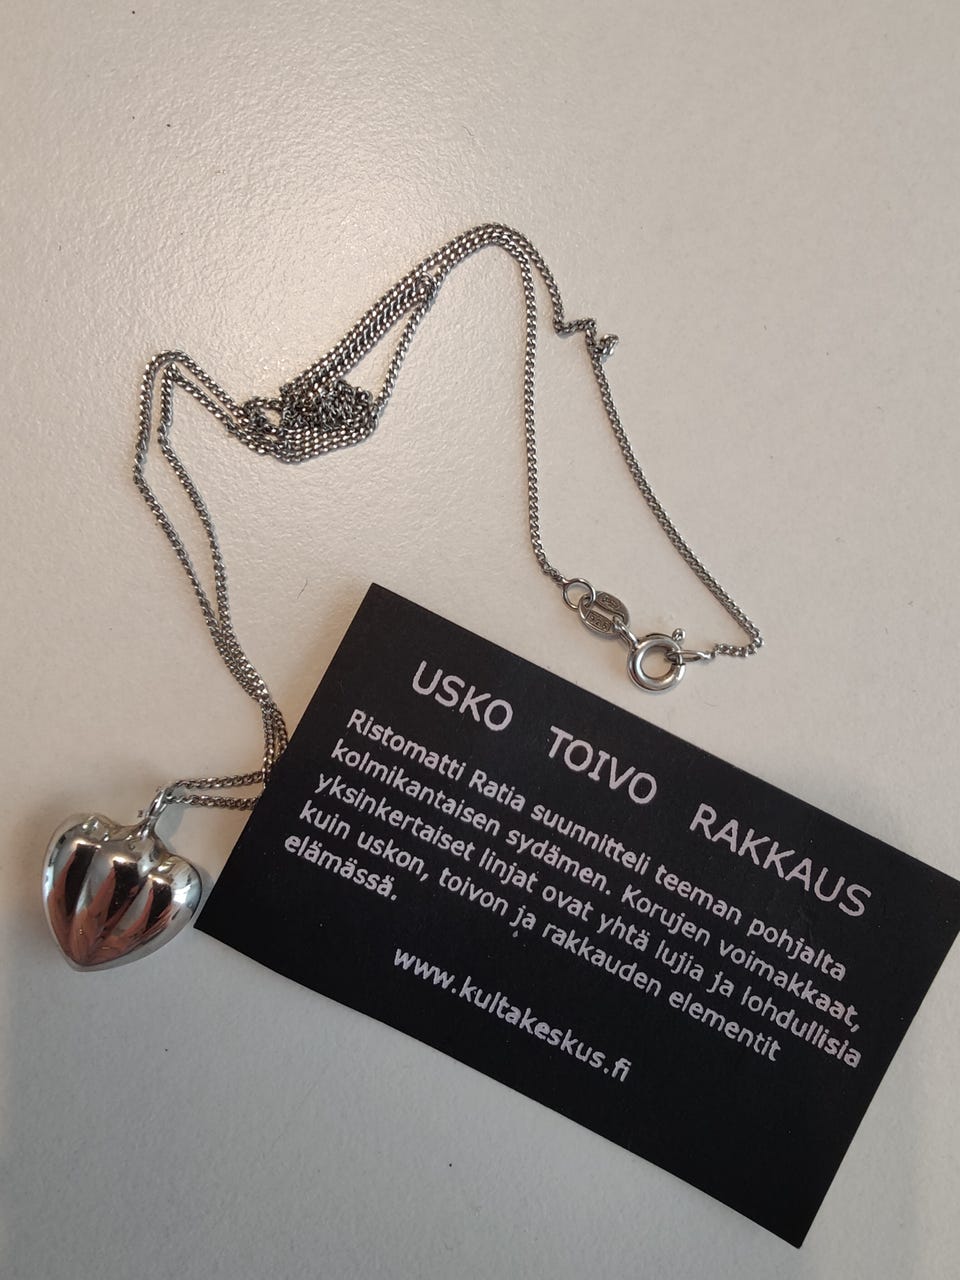 925
USKO TOIVO RAKKAUS
Ristomatti Ratia suunnitteli teeman pohjalta
kolmikantaisen sydämen. Korujen voimakkaat,
yksinkertaiset linjat ovat yhtä lujia ja lohdullisia
kuin uskon, toivon ja rakkauden elementit
elämässä.
www.kultakeskus.fi